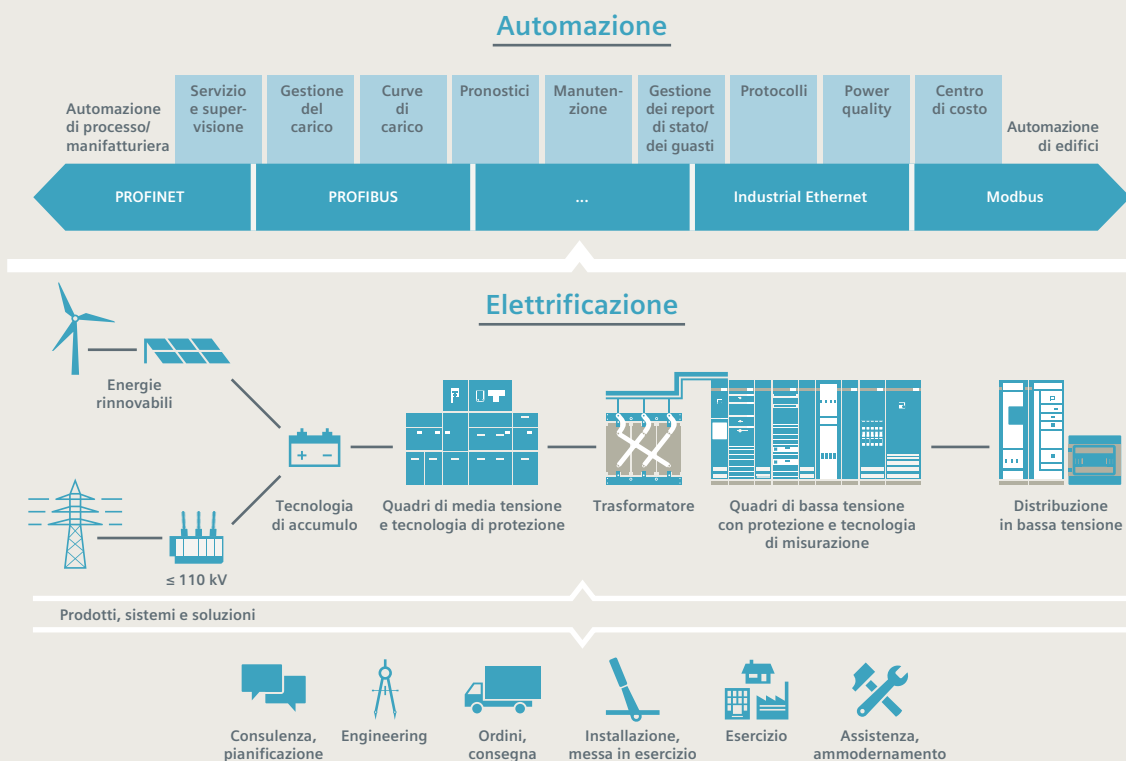 Automazione
Automazione
di processo/
manifatturiera
Servizio
e super-
visione
Gestione
del
carico
Curve
di
carico
Pronostici
Manuten-
zione
Gestione
dei report
di stato/
dei guasti
Protocolli
Power
quality
Centro
di costo
Automazione
di edifici
PROFINET
PROFIBUS
...
Industrial Ethernet
Modbus
Elettrificazione
Energie
rinnovabili
≤ 110 kV
+ −
Tecnologia
di accumulo
Quadri di media tensione
e tecnologia di protezione
Trasformatore
Quadri di bassa tensione
con protezione e tecnologia
di misurazione
Distribuzione
in bassa tensione
Prodotti, sistemi e soluzioni
Consulenza,
pianificazione
Engineering
Ordini,
consegna
Installazione,
messa in esercizio
Esercizio
Assistenza,
ammodernamento